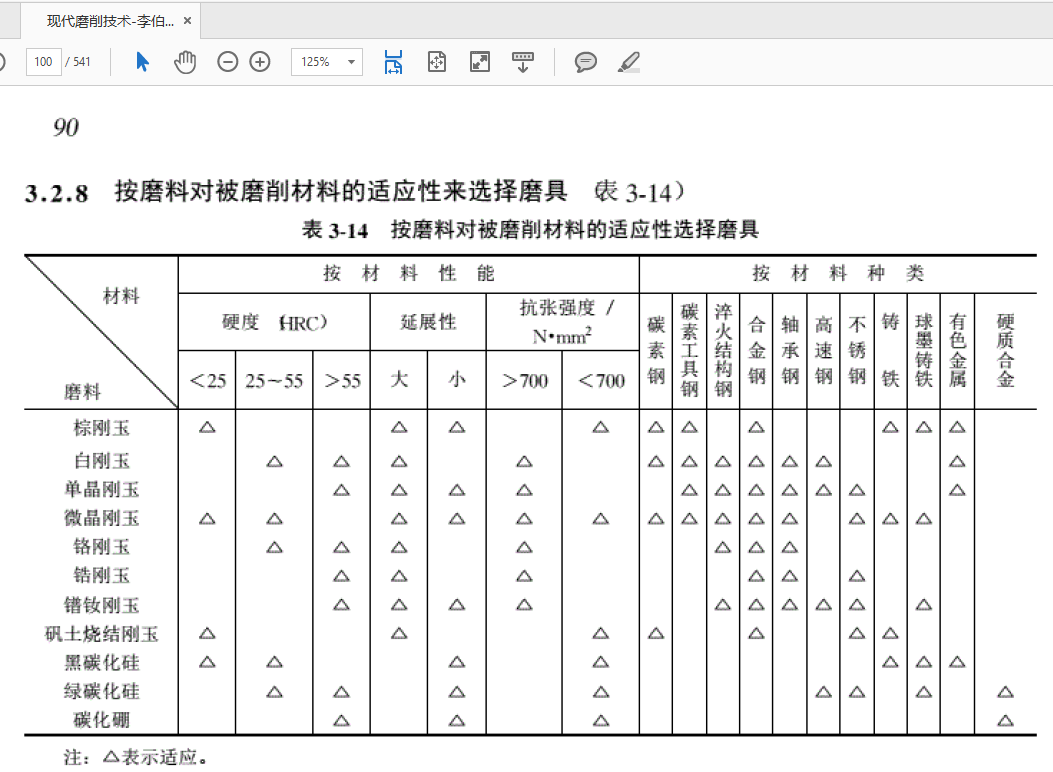 现代磨削技术-李伯... ×
100 / 541 125%
90
3.2.8 按磨料对被磨削材料的适应性来选择磨具 (表 3-14)
表 3-14 按磨料对被磨削材料的适应性选择磨具
材料 磨料 按材料性能 按材料种类
硬度 (HRC) 延展性 抗张强度 / N•mm² 碳素钢 碳素工具钢 淬火结构钢 合金钢 轴承钢 高速钢 不锈钢 铸铁 球墨铸铁 有色金属 硬质合金
<25 25~55 >55 大 小 >700 <700
棕刚玉 △ △ △ △ △ △ △ △ △ △
白刚玉 △ △ △ △ △ △ △ △ △ △ △
单晶刚玉 △ △ △ △ △ △ △ △ △ △ △
微晶刚玉 △ △ △ △ △ △ △ △ △ △ △ △ △ △
铬刚玉 △ △ △ △ △ △ △
锆刚玉 △ △ △ △ △ △
镨钕刚玉 △ △ △ △ △ △ △ △ △ △
矾土烧结刚玉 △ △ △ △ △ △ △
黑碳化硅 △ △ △ △ △ △ △
绿碳化硅 △ △ △ △ △ △ △ △
碳化硼 △ △ △ △
注：△表示适应。